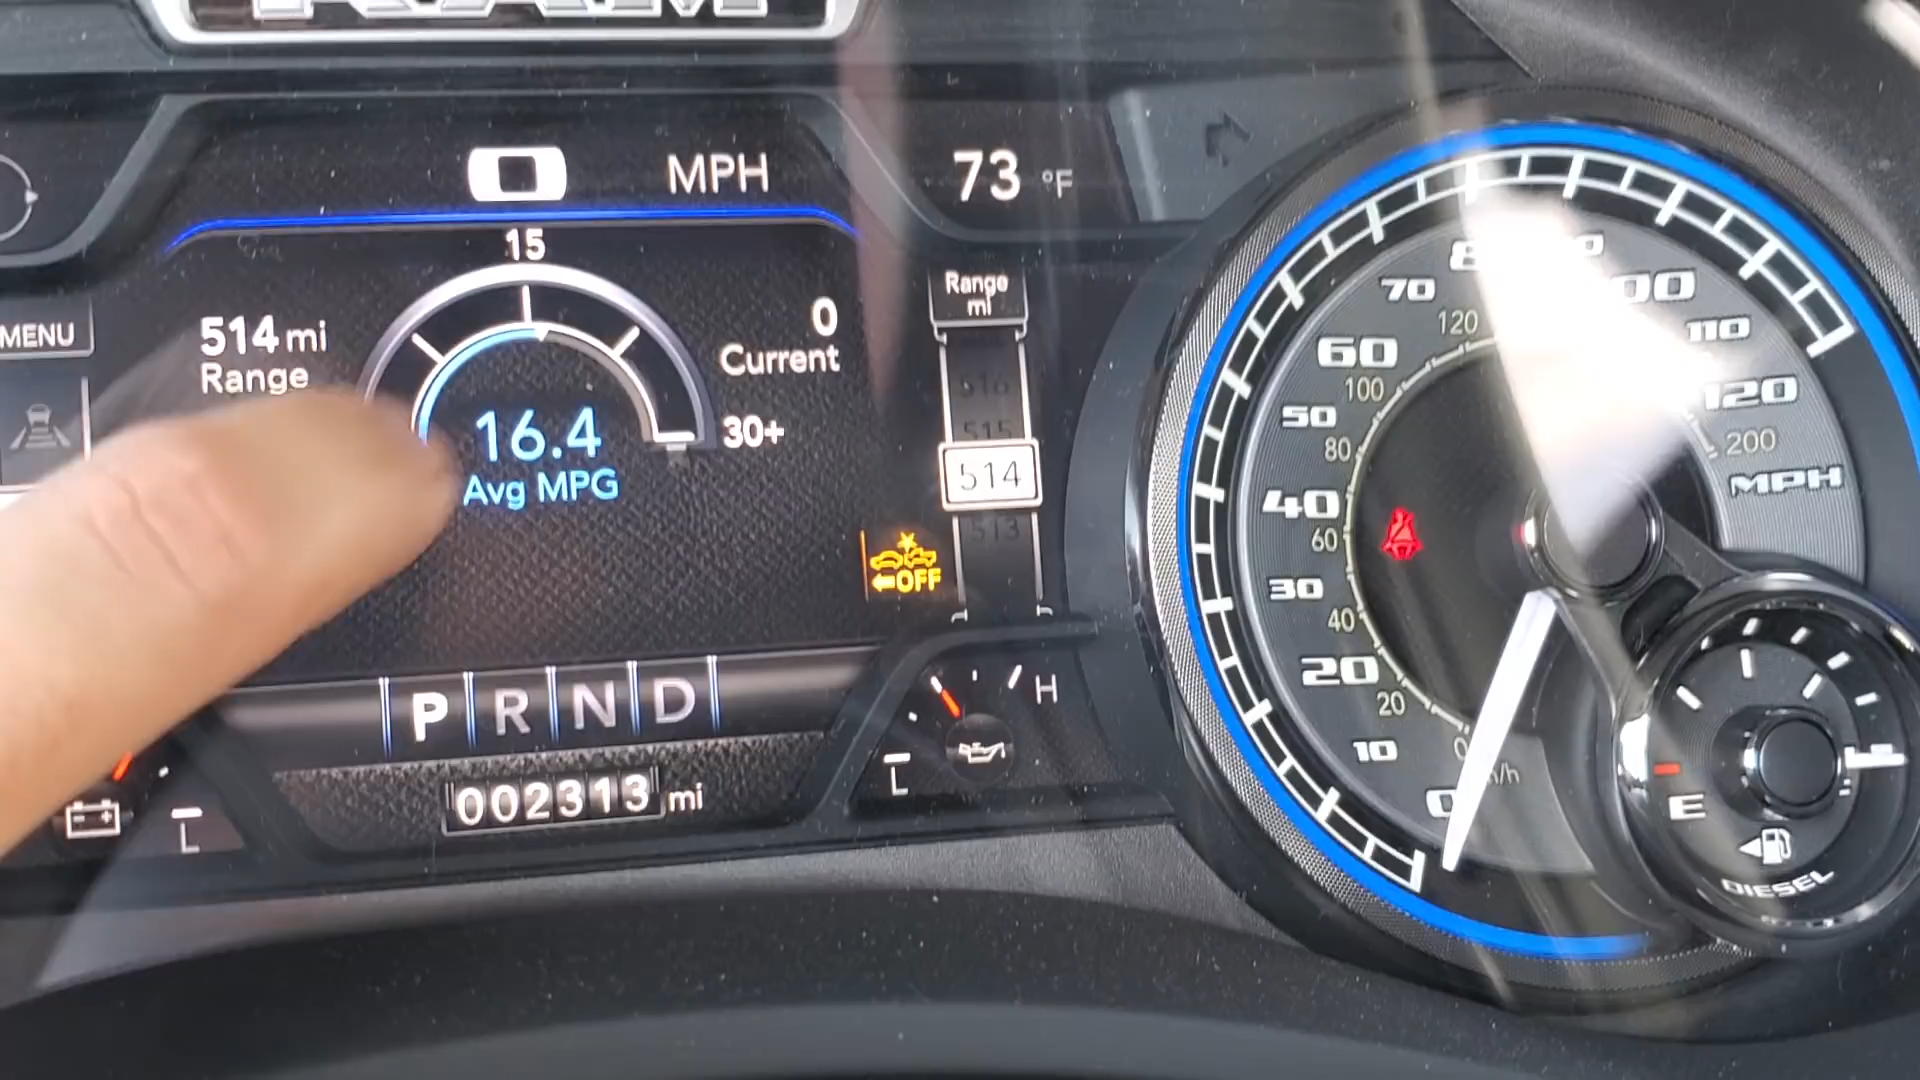 RAM
MPH
73 °F
15
514 mi
Range
0
Current
30+
16.4
Avg MPG
MENU
Range
mi
516
515
514
513
OFF
P R N D
002313 mi
L
L
H
0
10
20
30
40
50
60
70
110
120
MPH
0
20
40
60
80
100
120
200
E
DIESEL